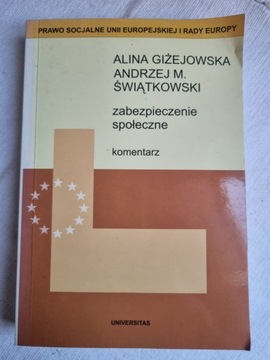 PRAWO SOCJALNE UNII EUROPEJSKIEJ I RADY EUROPY
ALINA GIŻEJOWSKA
ANDRZEJ M.
ŚWIĄTKOWSKI
zabezpieczenie
społeczne
komentarz
UNIVERSITAS